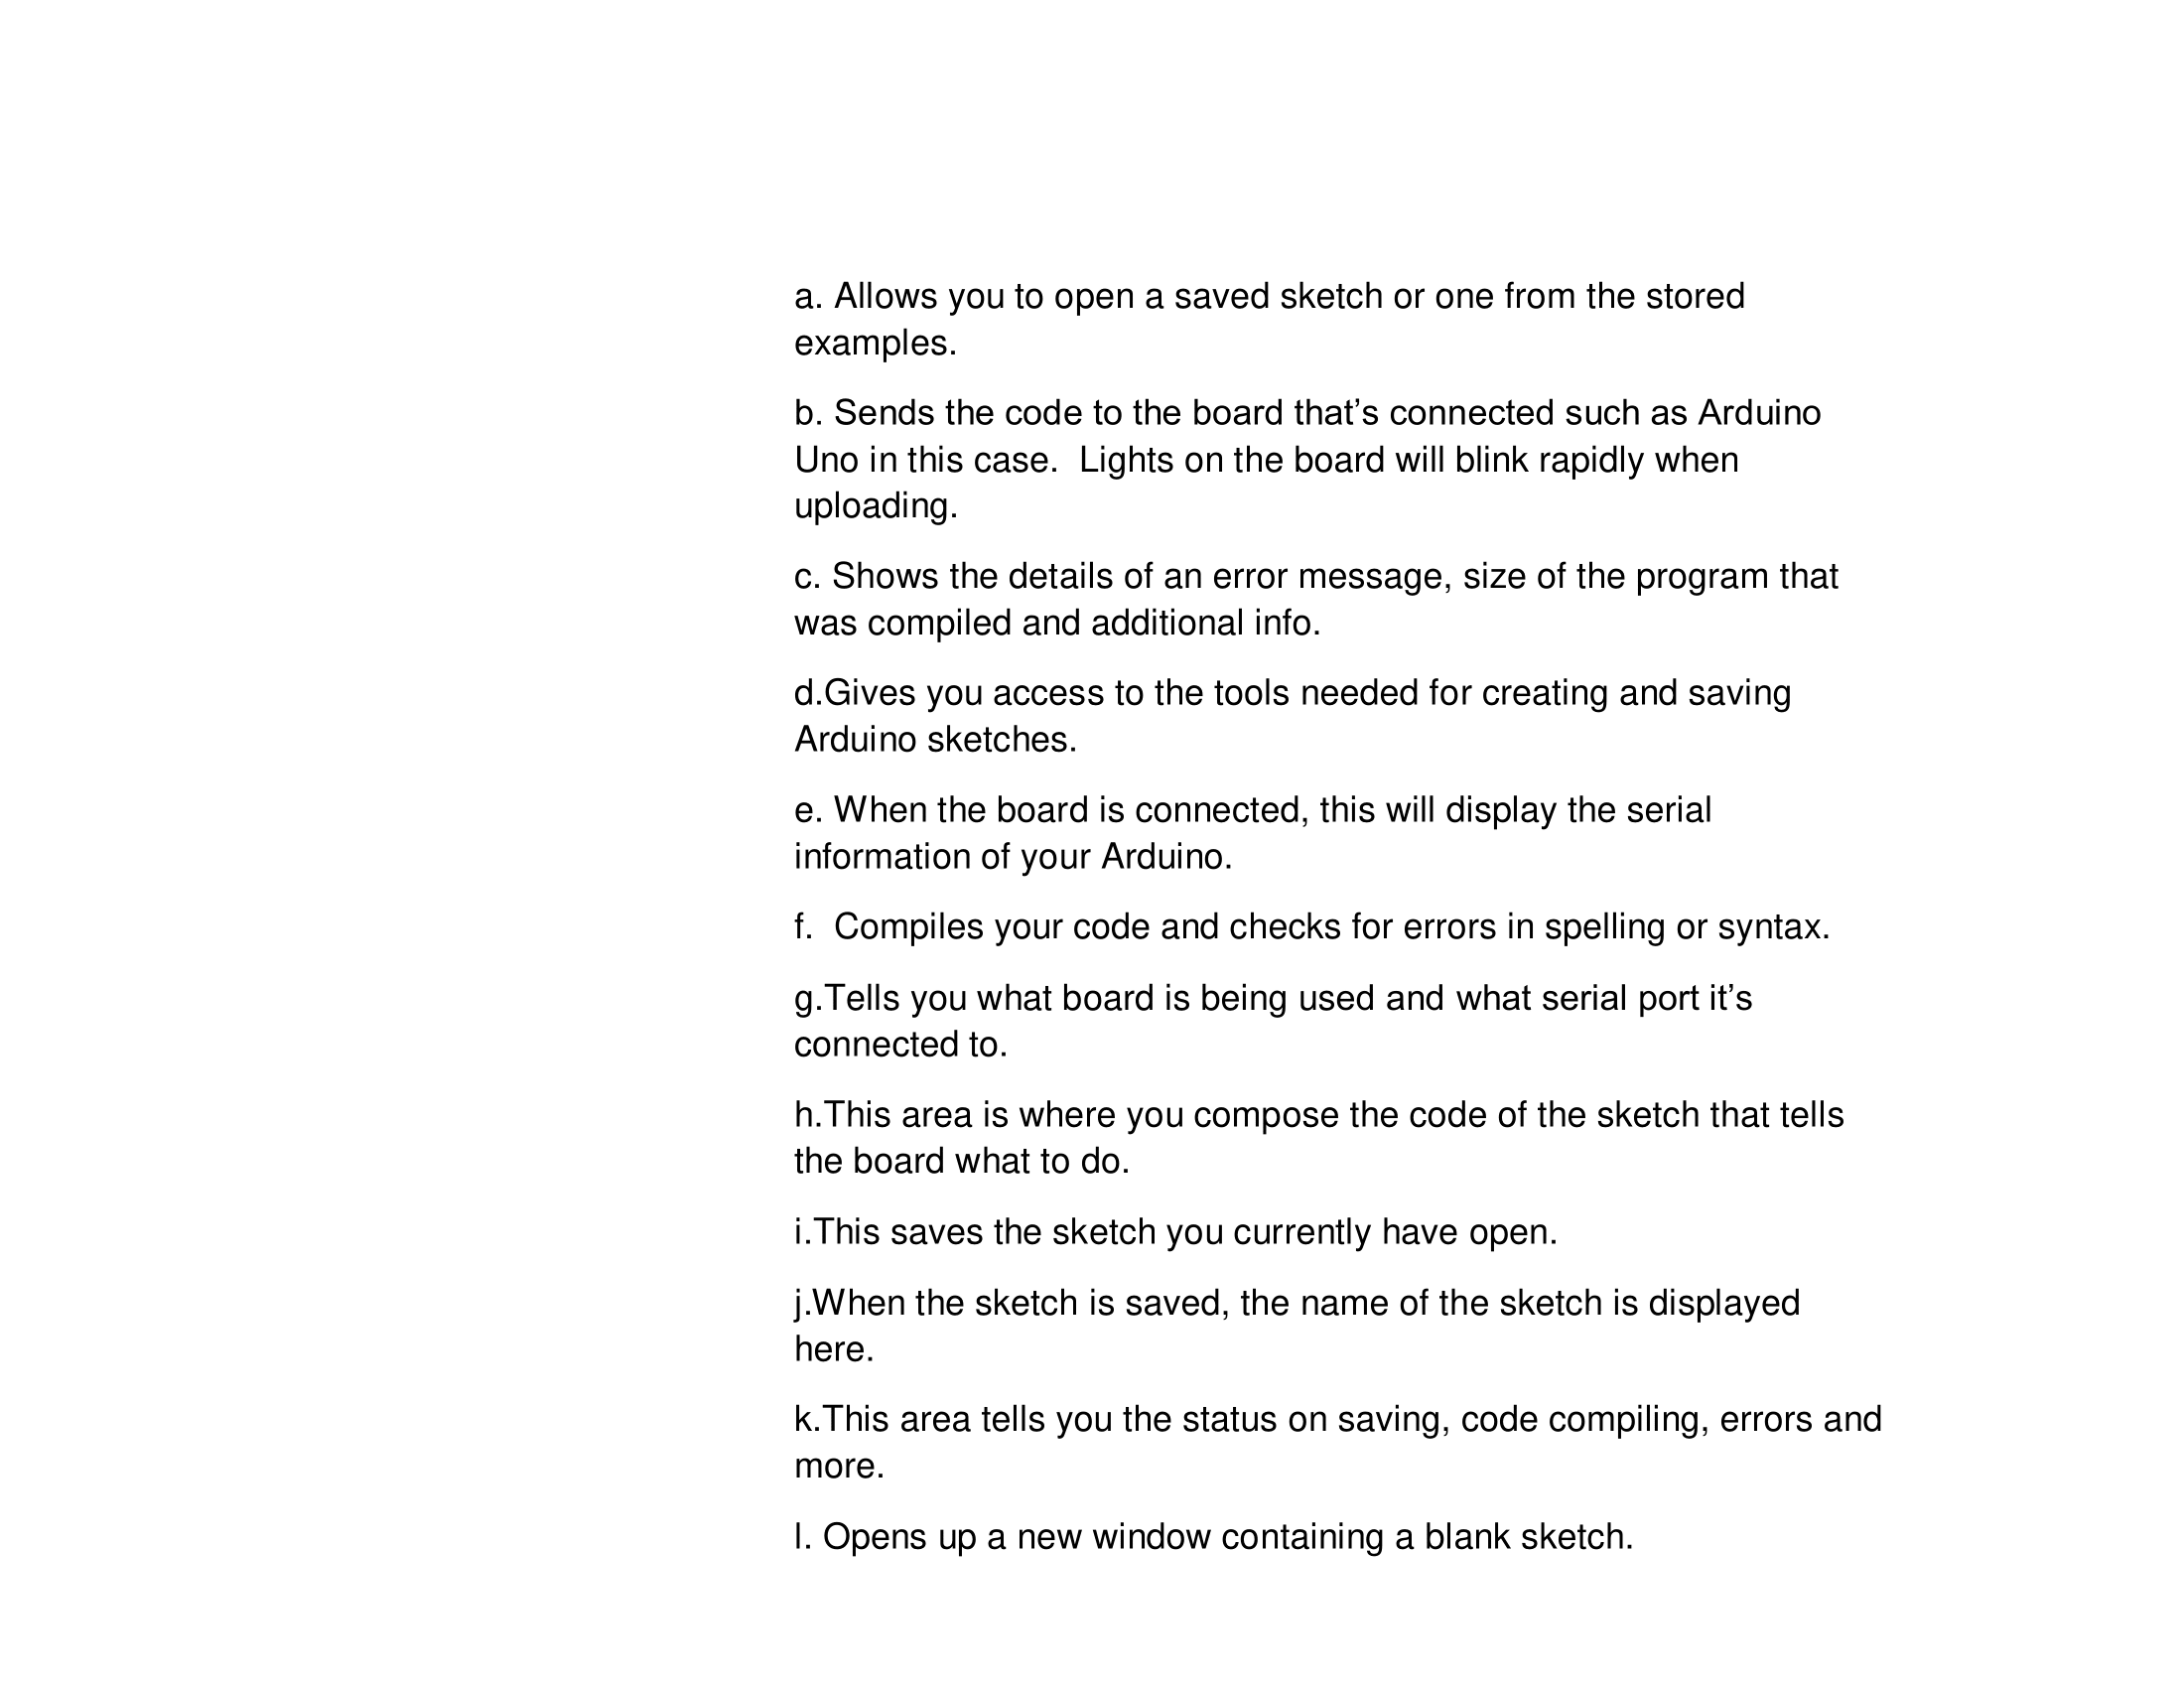 a. Allows you to open a saved sketch or one from the stored
examples.
b. Sends the code to the board that’s connected such as Arduino
Uno in this case.  Lights on the board will blink rapidly when
uploading.
c. Shows the details of an error message, size of the program that
was compiled and additional info.
d.Gives you access to the tools needed for creating and saving
Arduino sketches.
e. When the board is connected, this will display the serial
information of your Arduino.
f.  Compiles your code and checks for errors in spelling or syntax.
g.Tells you what board is being used and what serial port it’s
connected to.
h.This area is where you compose the code of the sketch that tells
the board what to do.
i.This saves the sketch you currently have open.
j.When the sketch is saved, the name of the sketch is displayed
here.
k.This area tells you the status on saving, code compiling, errors and
more.
l. Opens up a new window containing a blank sketch.